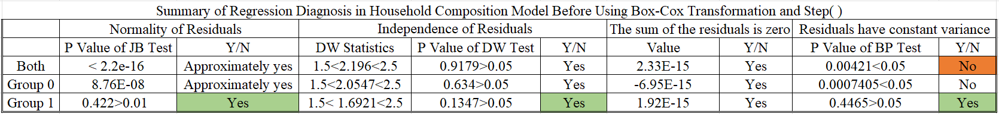 Summary of Regression Diagnosis in Household Composition Model Before Using Box-Cox Transformation and Step( )
Normality of Residuals Independence of Residuals The sum of the residuals is zero Residuals have constant variance
P Value of JB Test Y/N DW Statistics P Value of DW Test Y/N Value Y/N P Value of BP Test Y/N
Both < 2.2e-16 Approximately yes 1.5<2.196<2.5 0.9179>0.05 Yes 2.33E-15 Yes 0.00421<0.05 No
Group 0 8.76E-08 Approximately yes 1.5<2.0547<2.5 0.634>0.05 Yes -6.95E-15 Yes 0.0007405<0.05 No
Group 1 0.422>0.01 Yes 1.5< 1.6921<2.5 0.1347>0.05 Yes 1.92E-15 Yes 0.4465>0.05 Yes